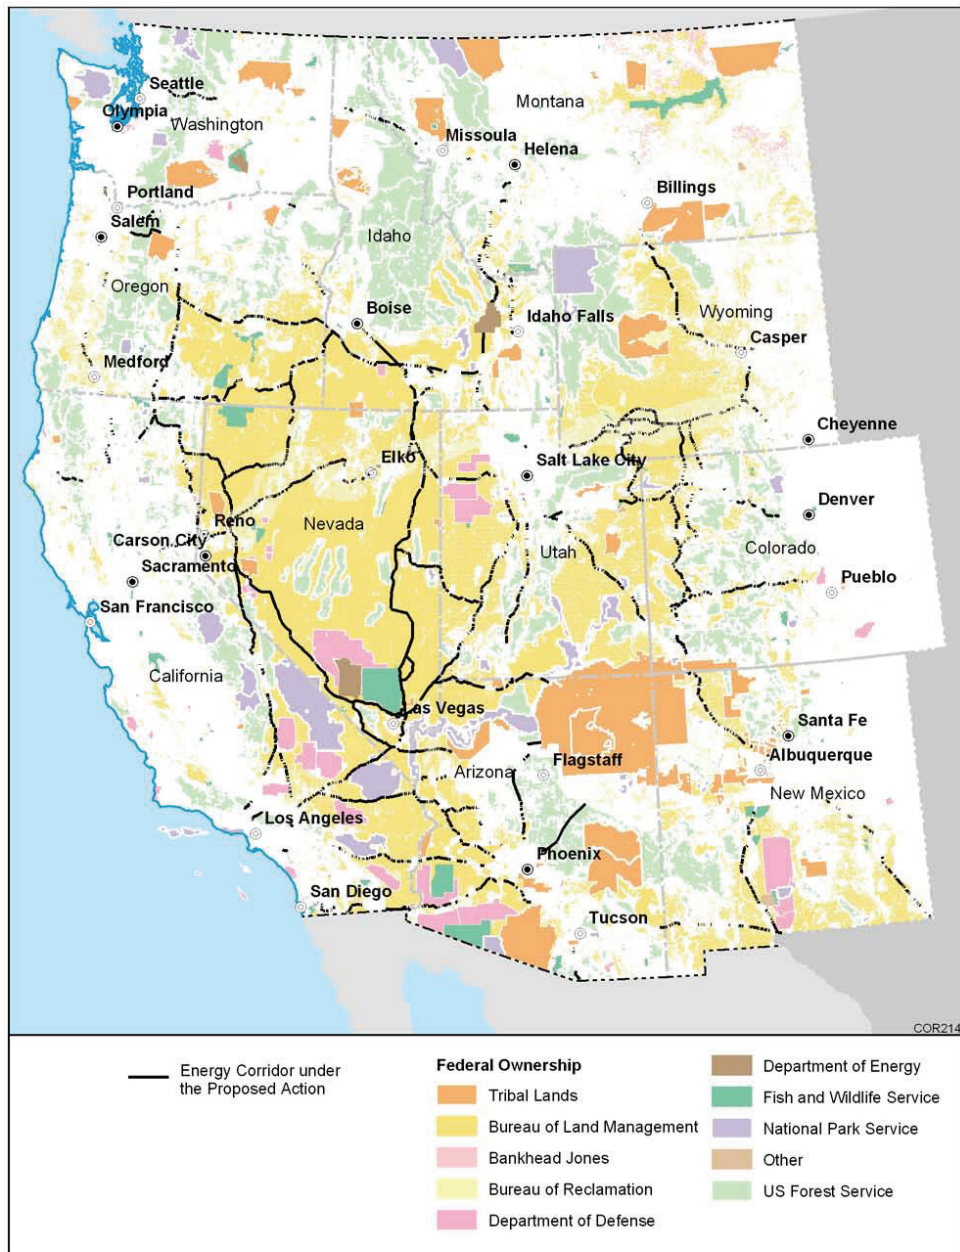 Seattle
Olympia
Washington
Montana
Missoula
Helena
Portland
Billings
Salem
Idaho
Oregon
Boise
Idaho Falls
Wyoming
Casper
Medford
Cheyenne
Elko
Salt Lake City
Denver
Reno
Nevada
Carson City
Utah
Colorado
Sacramento
Pueblo
San Francisco
California
Las Vegas
Santa Fe
Albuquerque
Flagstaff
Arizona
New Mexico
Los Angeles
Phoenix
San Diego
Tucson
COR214
Energy Corridor under
the Proposed Action
Federal Ownership
Tribal Lands
Bureau of Land Management
Bankhead Jones
Bureau of Reclamation
Department of Defense
Department of Energy
Fish and Wildlife Service
National Park Service
Other
US Forest Service